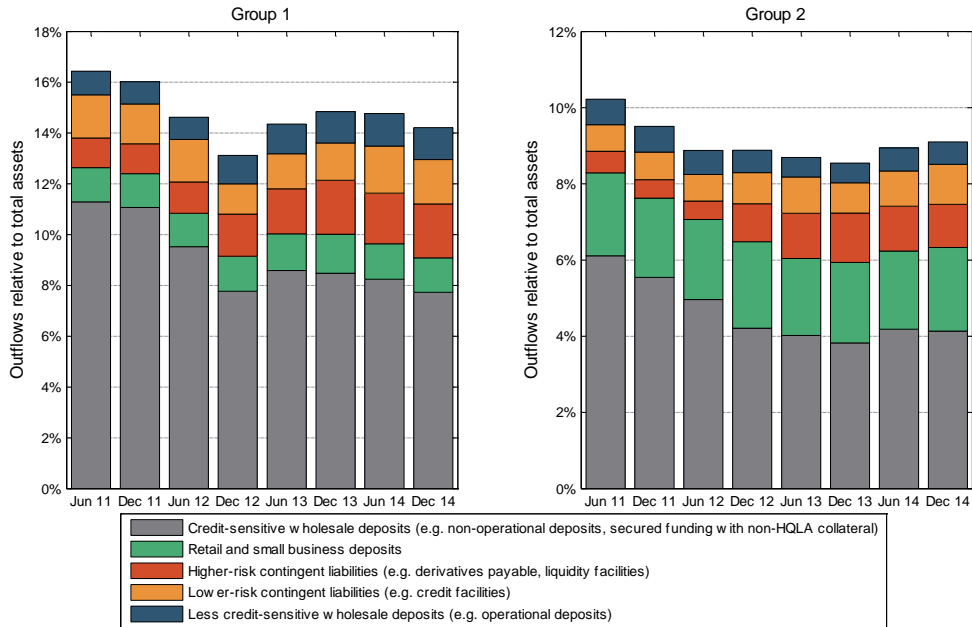 Group 1
Group 2
Outflows relative to total assets
18%
16%
14%
12%
10%
8%
6%
4%
2%
0%
Jun 11 Dec 11 Jun 12 Dec 12 Jun 13 Dec 13 Jun 14 Dec 14
Outflows relative to total assets
12%
10%
8%
6%
4%
2%
0%
Jun 11 Dec 11 Jun 12 Dec 12 Jun 13 Dec 13 Jun 14 Dec 14
Credit-sensitive w holesale deposits (e.g. non-operational deposits, secured funding with non-HQLA collateral)
Retail and small business deposits
Higher-risk contingent liabilities (e.g. derivatives payable, liquidity facilities)
Low er-risk contingent liabilities (e.g. credit facilities)
Less credit-sensitive w holesale deposits (e.g. operational deposits)